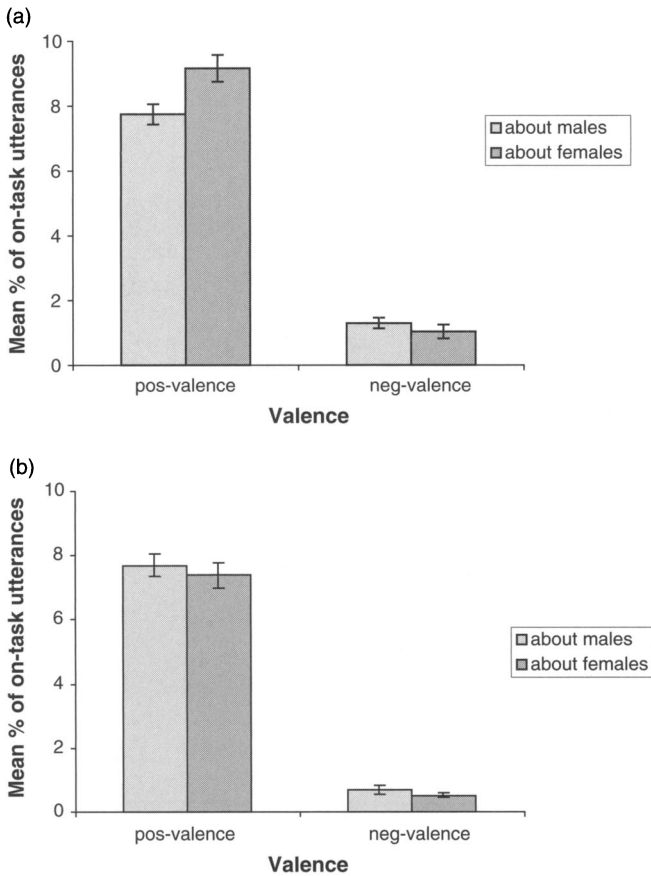 (a)
10
8
6
4
2
0
Mean % of on-task utterances
pos-valence neg-valence
Valence
about males
about females
(b)
10
8
6
4
2
0
Mean % of on-task utterances
pos-valence neg-valence
Valence
about males
about females